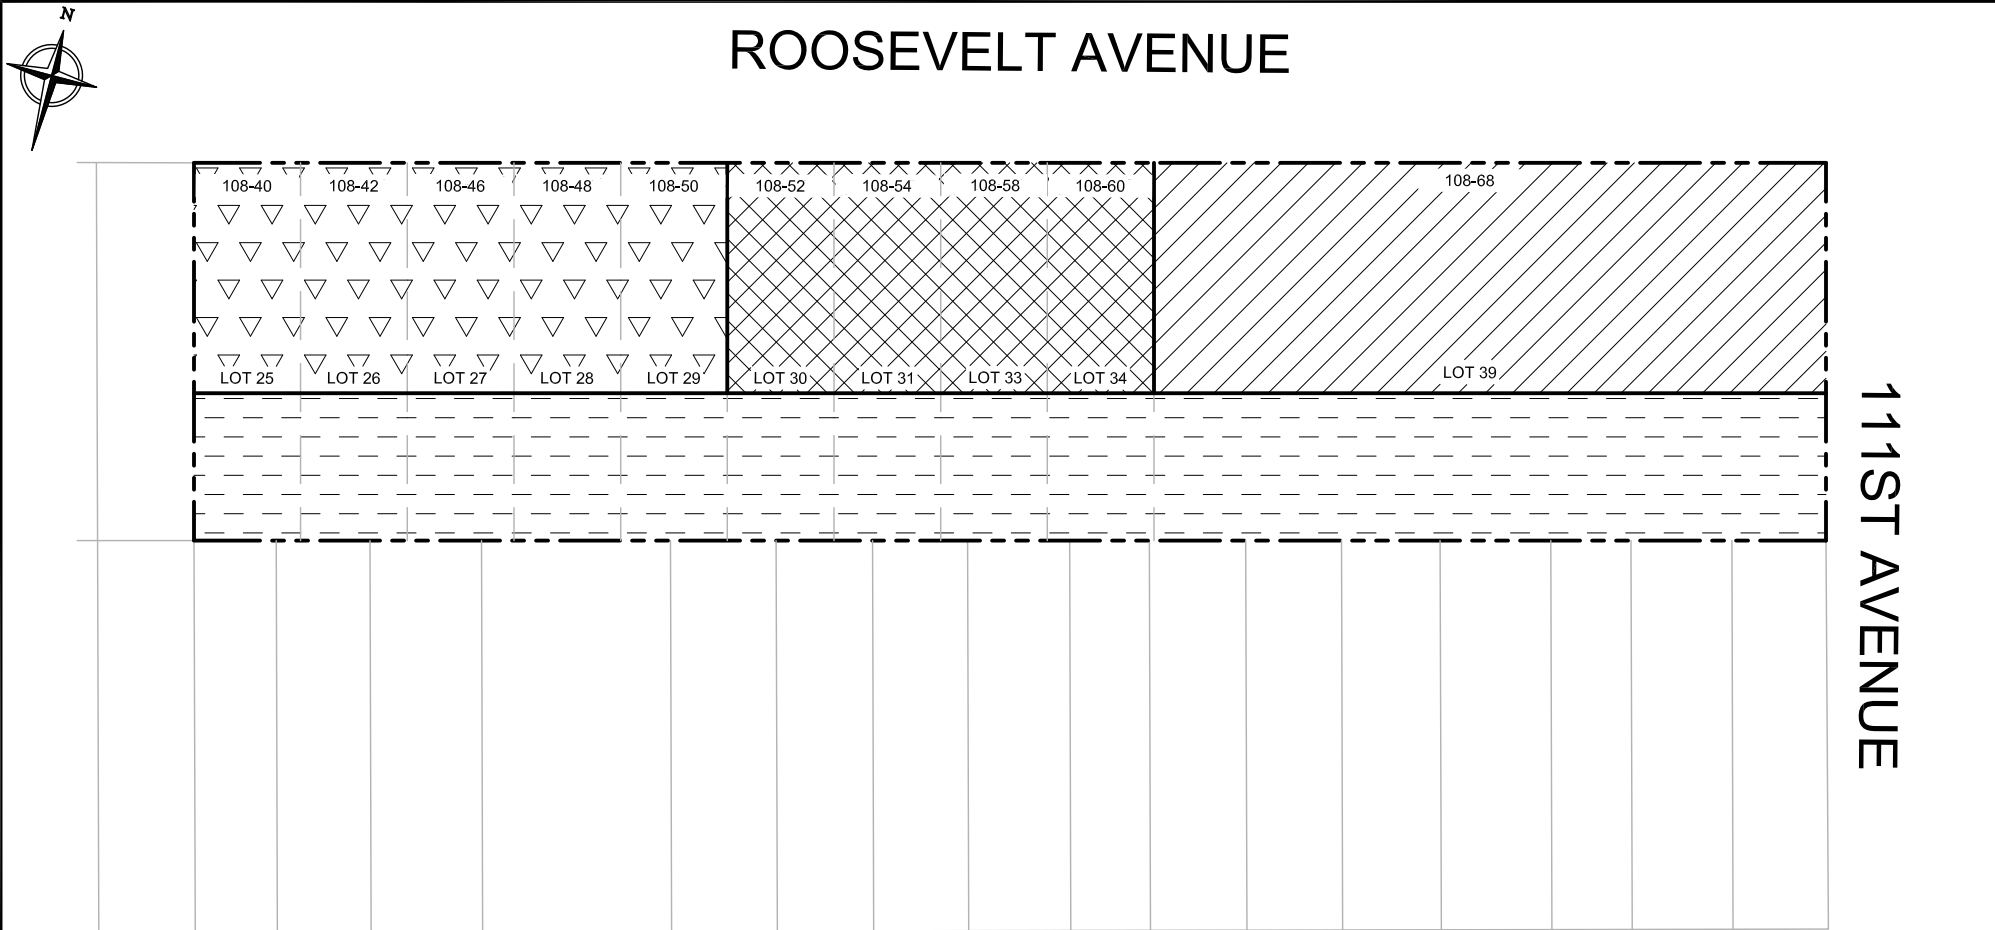 N
ROOSEVELT AVENUE
108-40
108-42
108-46
108-48
108-50
108-52
108-54
108-58
108-60
108-68
LOT 25
LOT 26
LOT 27
LOT 28
LOT 29
LOT 30
LOT 31
LOT 33
LOT 34
LOT 39
111ST AVENUE